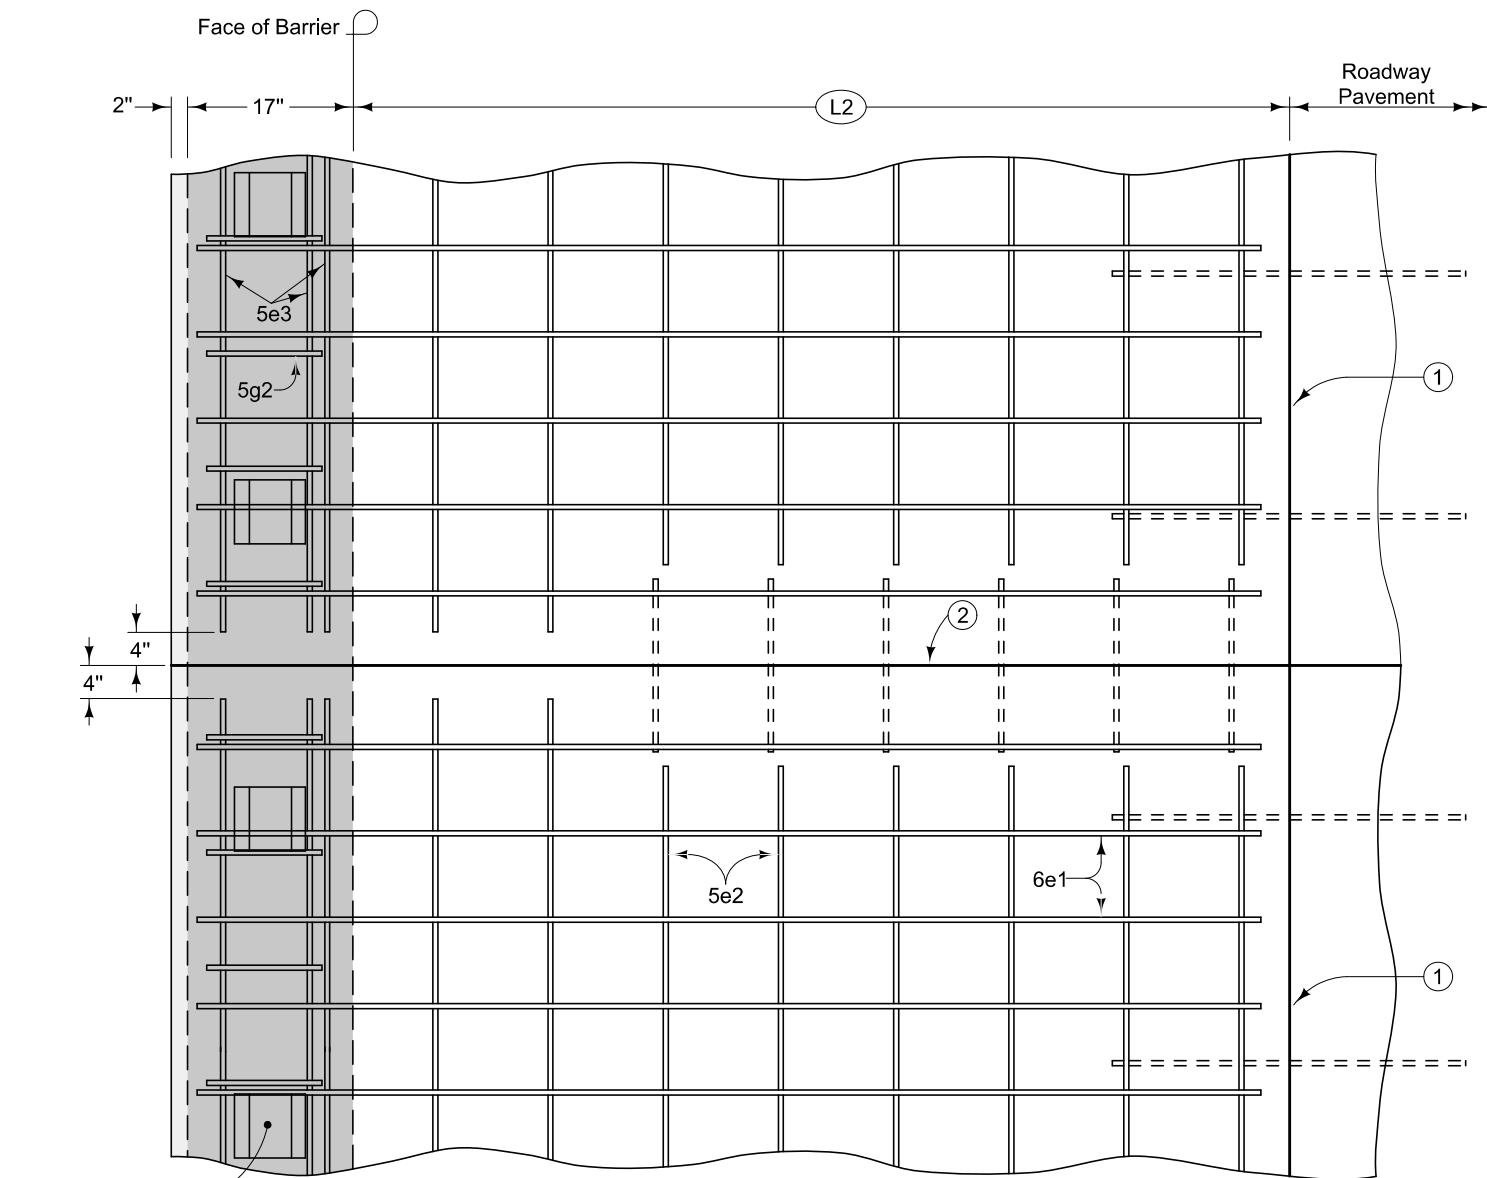 Face of Barrier
Roadway
Pavement
2"
17"
L2
5e3
5g2
1
2
4"
4"
5e2
6e1
1